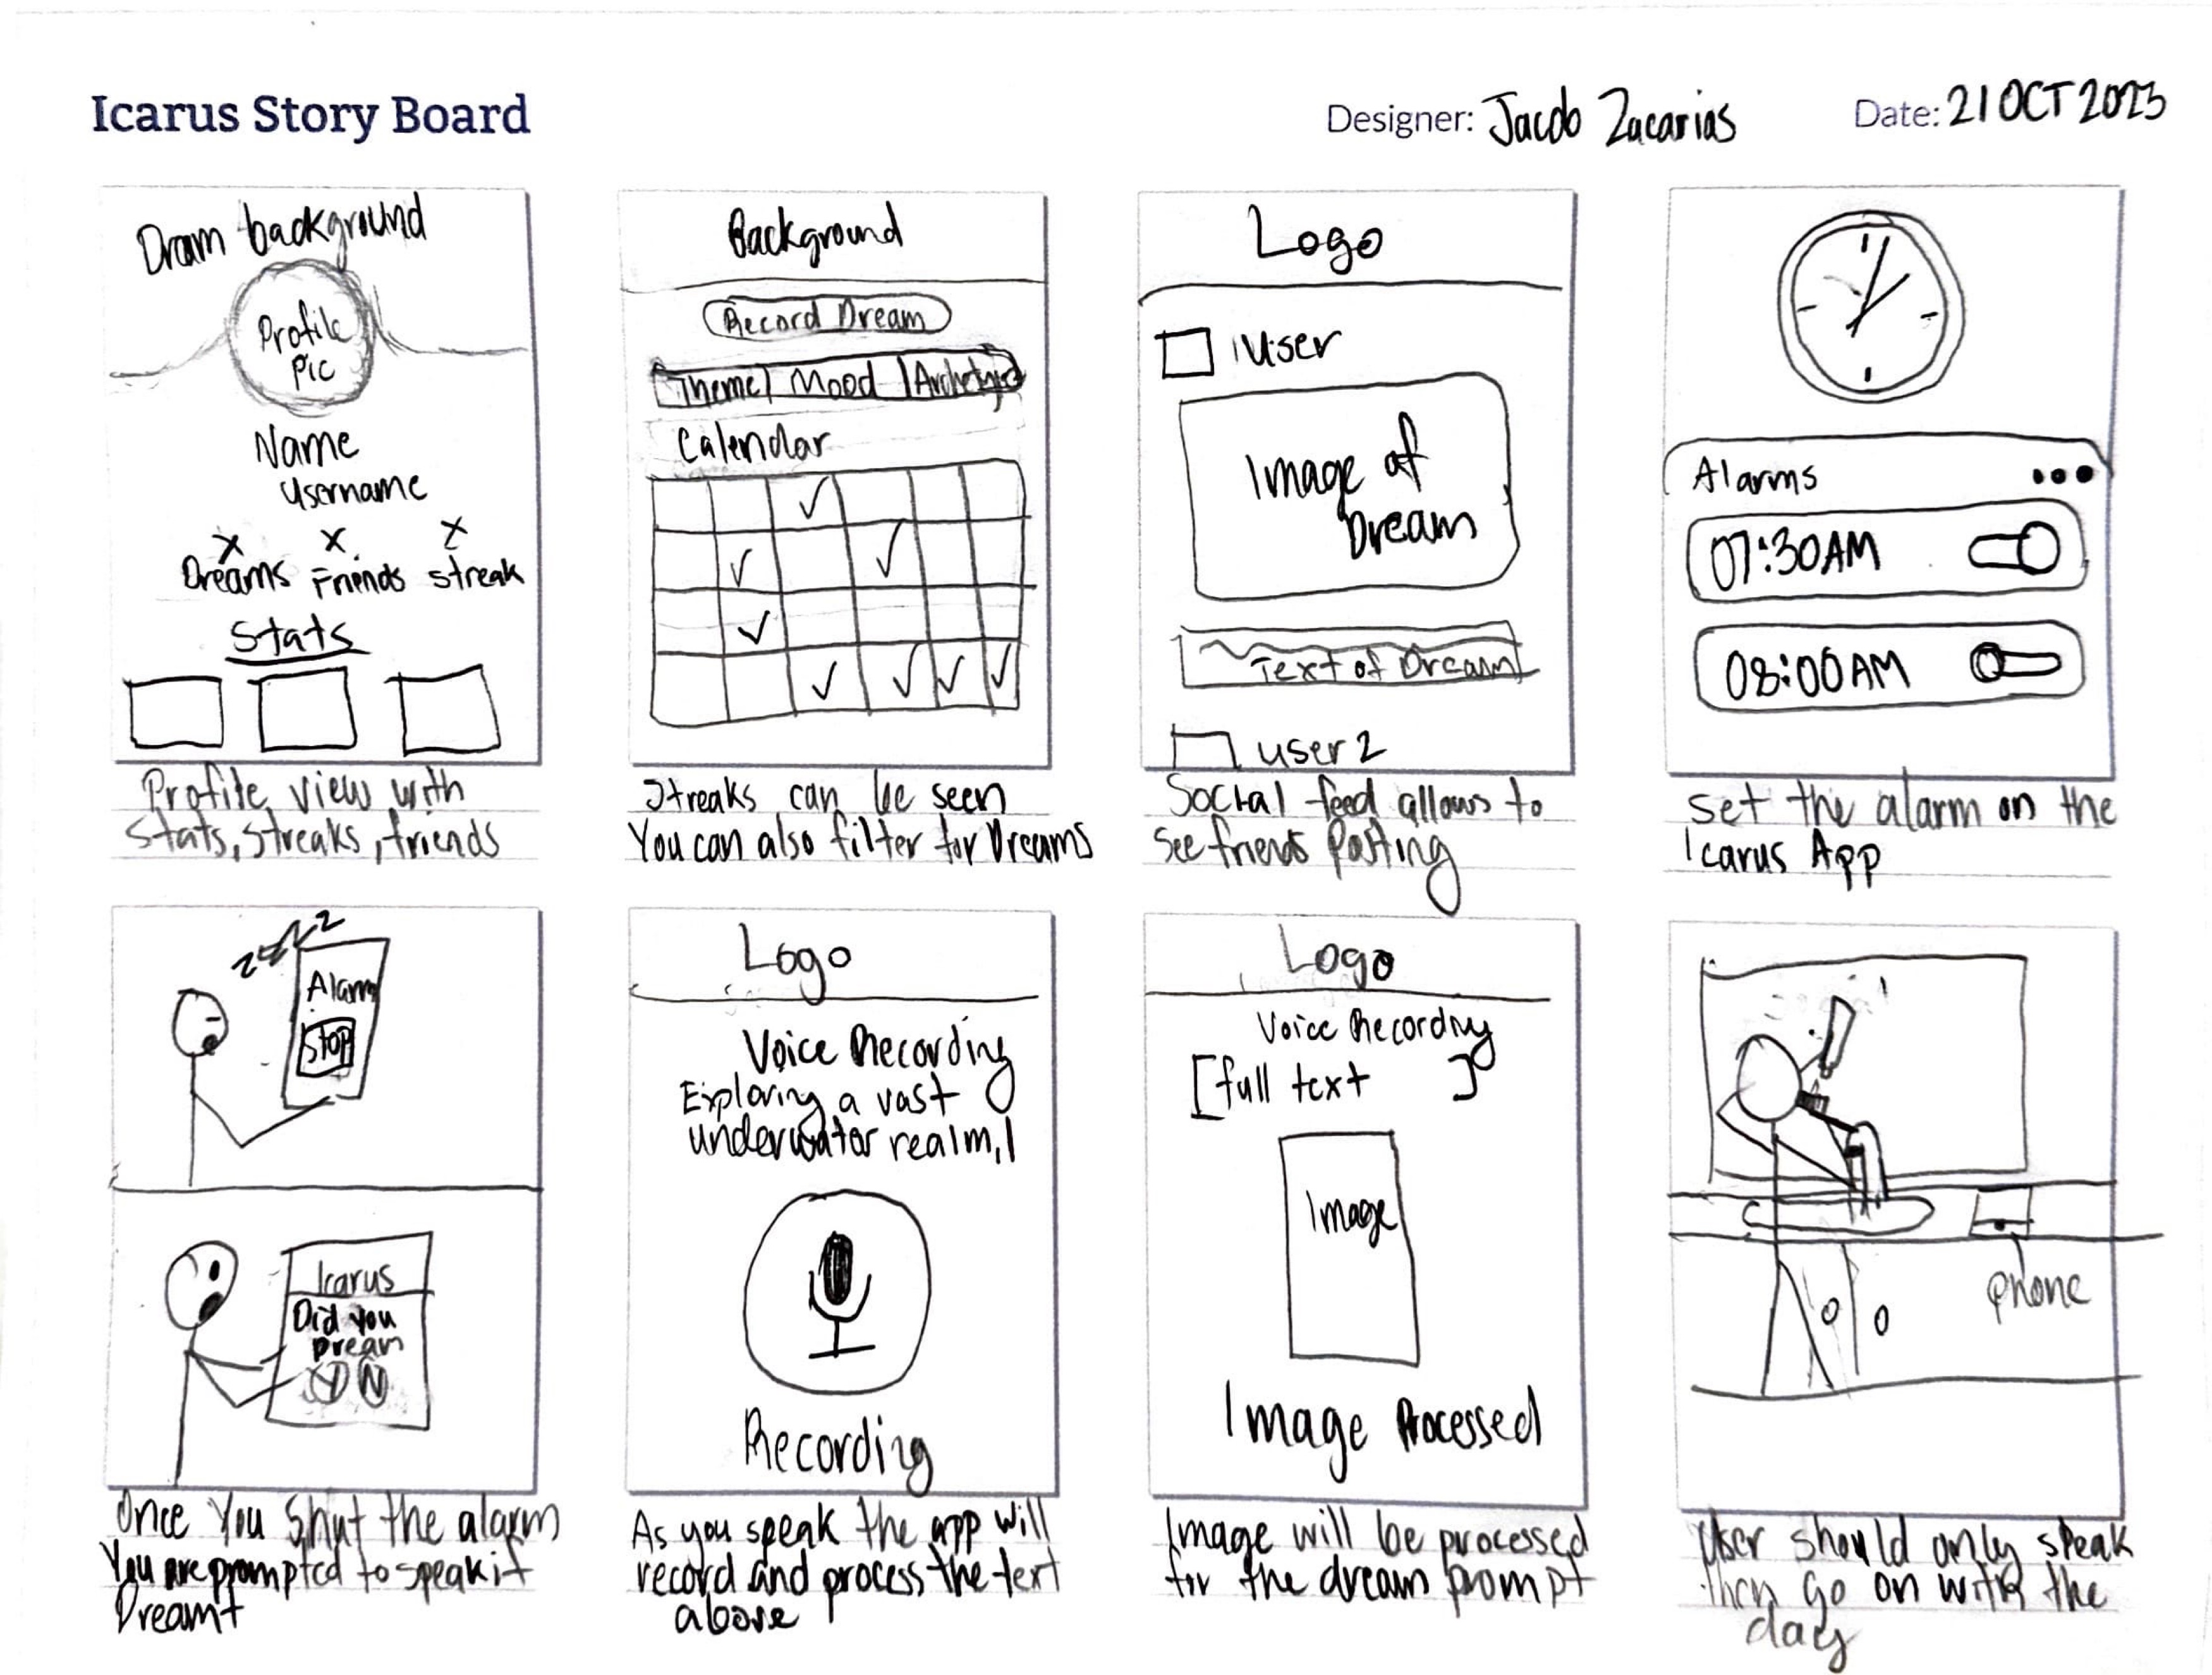 Icarus Story Board
Designer: Jacob Zacarias
Date: 21 OCT 2023
Dram background
Profile
Pic
Name
Username
X X X
Dreams Friends streak
Stats
Profile view with
Stats, Streaks, friends
Background
Record Dream
Theme| Mood |Archetype
Calendar
Streaks can be seen
You can also filter for Dreams
Logo
User
Image of
Dream
Text of Dream
user 2
Social feed allows to
See friends Posting
Alarms
07:30AM
08:00AM
set the alarm on the
Icarus App
zzzz
Alarm
Stop
Icarus
Did You
Dream
Y N
Once You Shut the alarm
You are prompted to speak if
Dreamt
Logo
Voice Recording
Exploring a vast
underwater realm,|
Recording
As you speak the app will
record and process the text
above
Logo
Voice Recording
[full text ]
Image
Image Processed
Image will be processed
for the dream prompt
phone
User should only speak
then go on with the
day